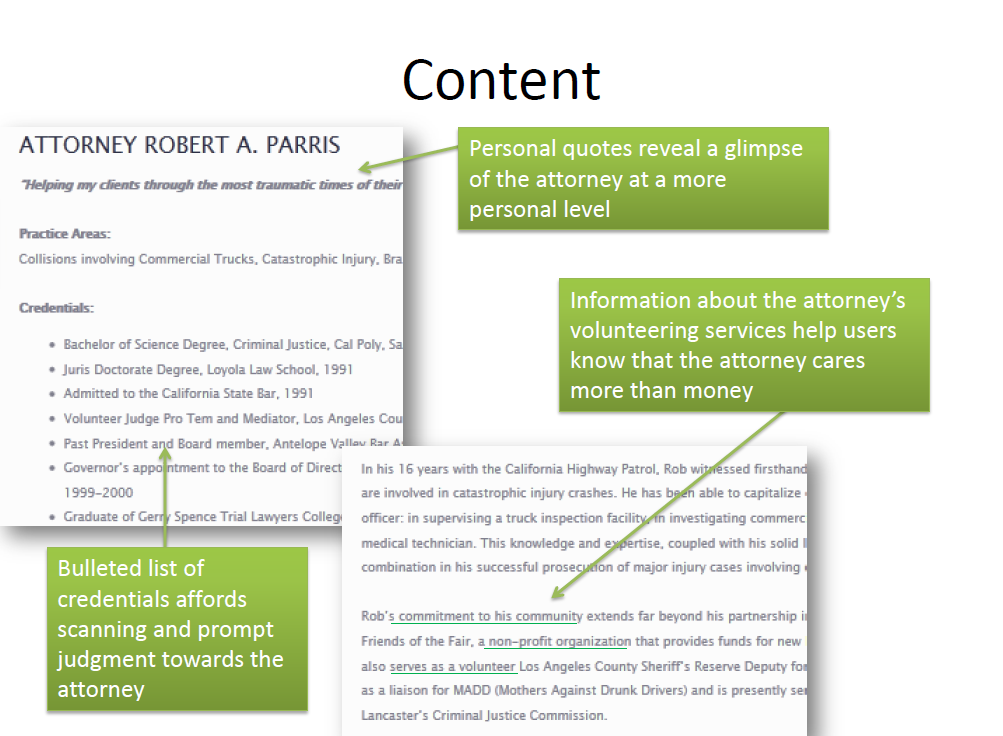 Content
ATTORNEY ROBERT A. PARRIS
"Helping my clients through the most traumatic times of their
Practice Areas:
Collisions involving Commercial Trucks, Catastrophic Injury, Bra
Credentials:
• Bachelor of Science Degree, Criminal Justice, Cal Poly, Sa
• Juris Doctorate Degree, Loyola Law School, 1991
• Admitted to the California State Bar, 1991
• Volunteer Judge Pro Tem and Mediator, Los Angeles Cou
• Past President and Board member, Antelope Valley Bar As
• Governor's appointment to the Board of Direct
1999-2000
• Graduate of Gerry Spence Trial Lawyers College
Personal quotes reveal a glimpse
of the attorney at a more
personal level
Information about the attorney's
volunteering services help users
know that the attorney cares
more than money
Bulleted list of
credentials affords
scanning and prompt
judgment towards the
attorney
In his 16 years with the California Highway Patrol, Rob witnessed firsthand
are involved in catastrophic injury crashes. He has been able to capitalize
officer: in supervising a truck inspection facility, in investigating commerc
medical technician. This knowledge and expertise, coupled with his solid l
combination in his successful prosecution of major injury cases involving
Rob's commitment to his community extends far beyond his partnership i
Friends of the Fair, a non-profit organization that provides funds for new
also serves as a volunteer Los Angeles County Sheriff's Reserve Deputy for
as a liaison for MADD (Mothers Against Drunk Drivers) and is presently ser
Lancaster's Criminal Justice Commission.